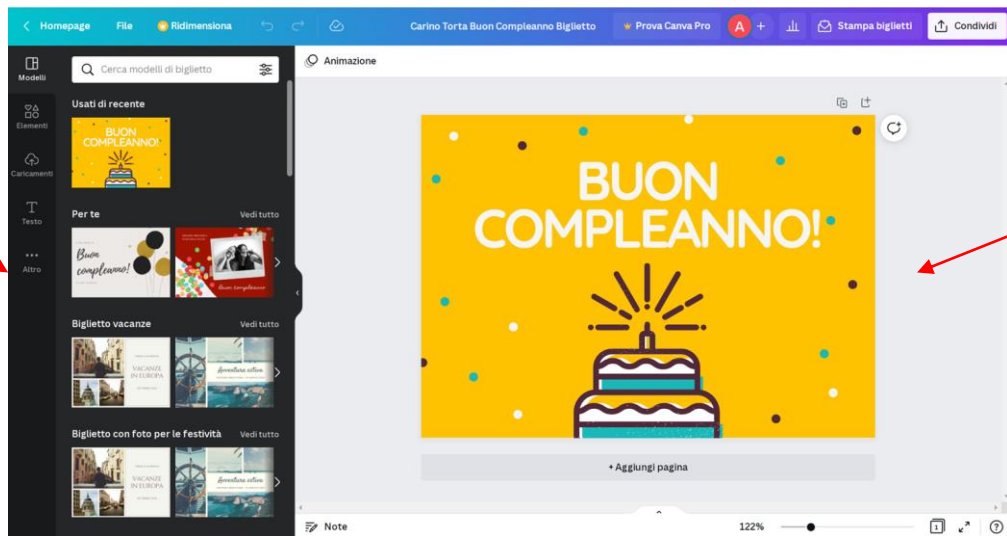 Homepage File Ridimensiona Carino Torta Buon Compleanno Biglietto Prova Canva Pro A + Stampa biglietti Condividi
Modelli
Elementi
Caricamenti
Testo
Altro
Cerca modelli di biglietto
Usati di recente
BUON
COMPLEANNO!
Per te Vedi tutto
Buon
compleanno!
Buon compleanno
Biglietto vacanze Vedi tutto
VACANZE
IN EUROPA
Avventura estiva
Biglietto con foto per le festività Vedi tutto
VACANZE
IN EUROPA
Avventura estiva
Animazione
BUON
COMPLEANNO!
+ Aggiungi pagina
Note 122% 1 ?